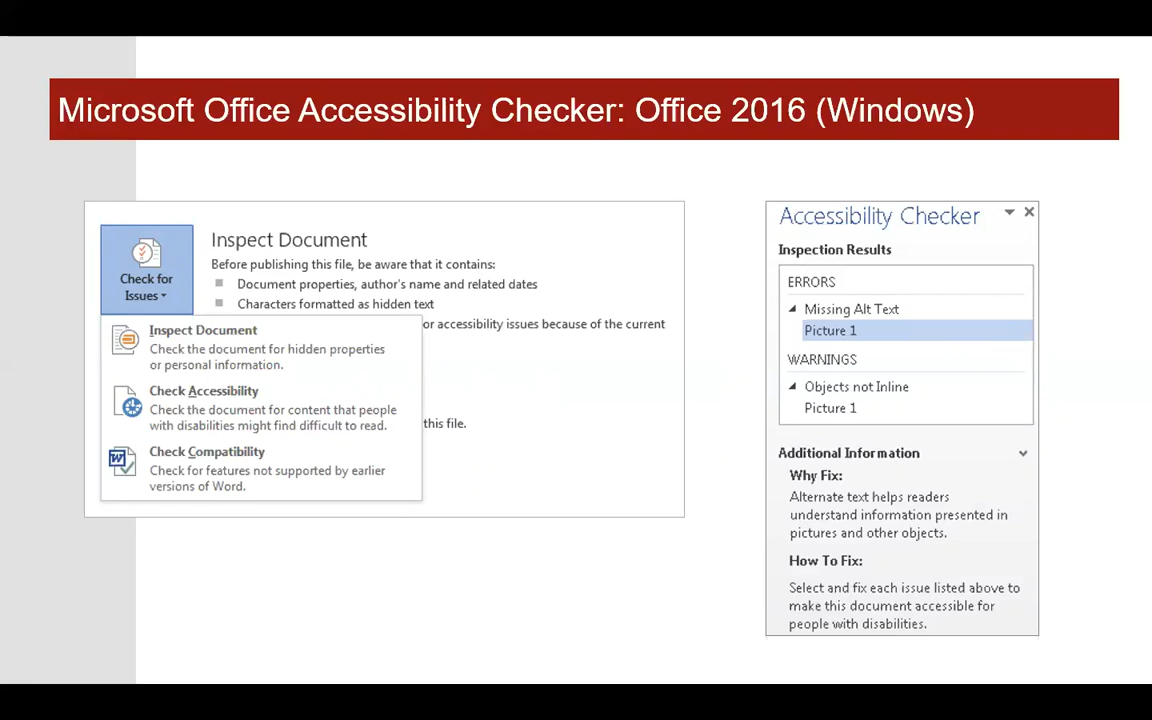 Microsoft Office Accessibility Checker: Office 2016 (Windows)
Check for
Issues
Inspect Document
Before publishing this file, be aware that it contains:
Document properties, author's name and related dates
Characters formatted as hidden text
or accessibility issues because of the current
this file.
Inspect Document
Check the document for hidden properties
or personal information.
Check Accessibility
Check the document for content that people
with disabilities might find difficult to read.
Check Compatibility
Check for features not supported by earlier
versions of Word.
Accessibility Checker
Inspection Results
ERRORS
Missing Alt Text
Picture 1
WARNINGS
Objects not Inline
Picture 1
Additional Information
Why Fix:
Alternate text helps readers
understand information presented in
pictures and other objects.
How To Fix:
Select and fix each issue listed above to
make this document accessible for
people with disabilities.